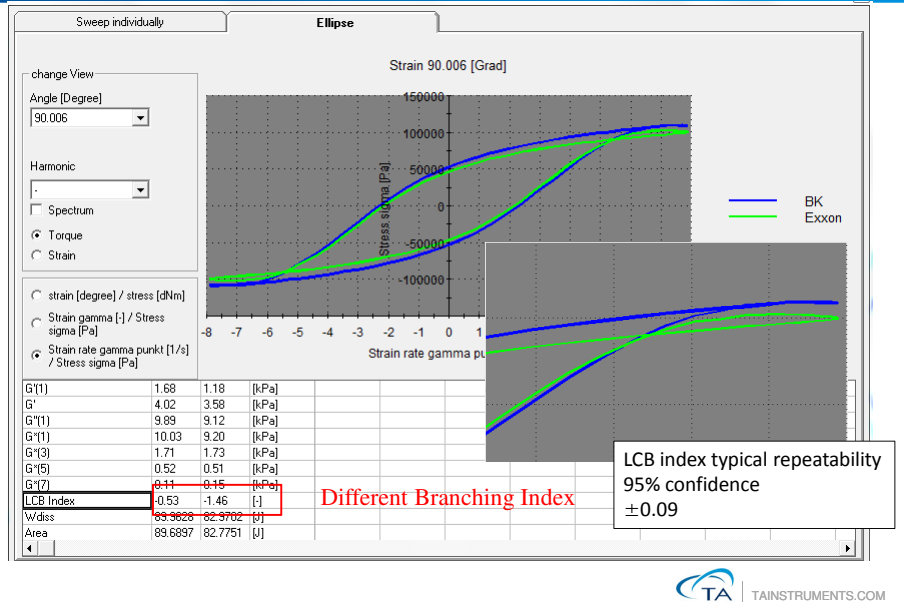 Sweep individually
Ellipse
change View
Angle [Degree]
90.006
Harmonic
-
Spectrum
Torque
Strain
strain [degree] / stress [dNm]
Strain gamma [-] / Stress
sigma [Pa]
Strain rate gamma punkt [1/s]
/ Stress sigma [Pa]
Strain 90.006 [Grad]
150000
100000
50000
0
-50000
-100000
Stress sigma [Pa]
-8 -7 -6 -5 -4 -3 -2 -1 0 1
Strain rate gamma pu
BK
Exxon
G'(1) 1.68 1.18 [kPa]
G' 4.02 3.58 [kPa]
G"(1) 9.89 9.12 [kPa]
G*(1) 10.03 9.20 [kPa]
G*(3) 1.71 1.73 [kPa]
G*(5) 0.52 0.51 [kPa]
G*(7) 0.11 0.15 [kPa]
LCB Index -0.53 -1.46 [-]
Wdiss 89.9628 82.9702 [J]
Area 89.6897 82.7751 [J]
Different Branching Index
LCB index typical repeatability
95% confidence
±0.09
TA TAINSTRUMENTS.COM